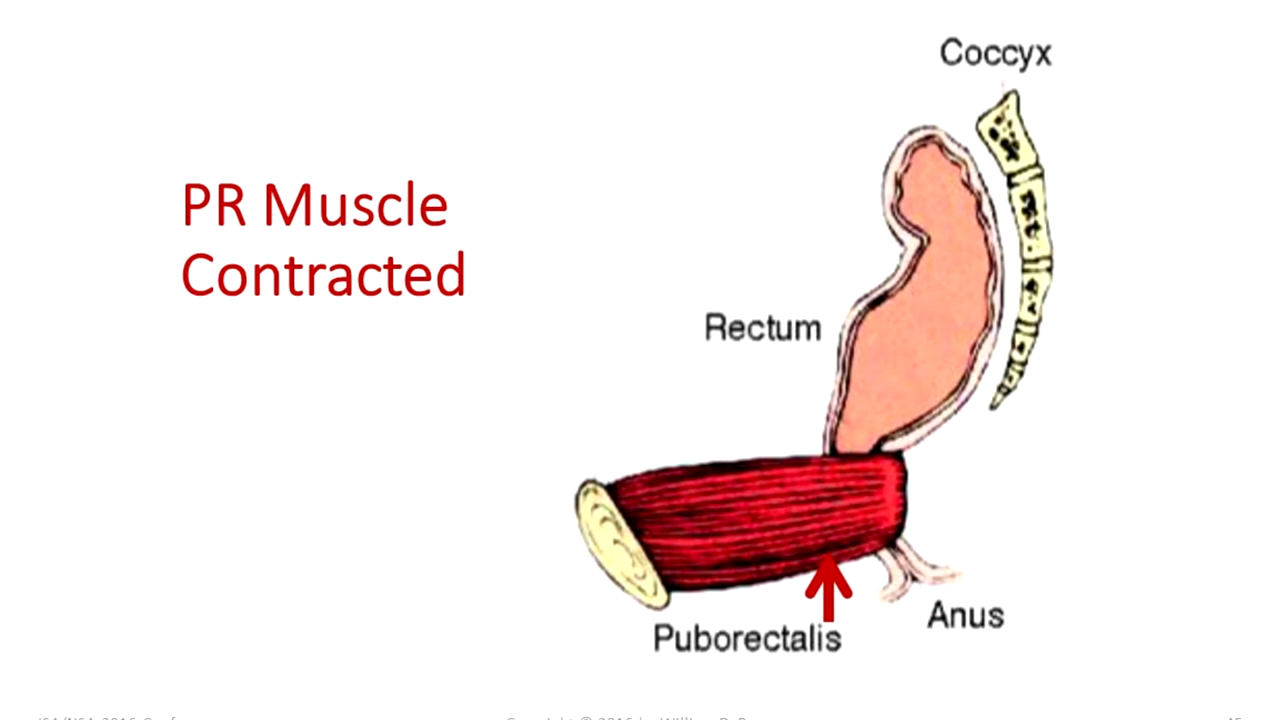 PR Muscle
Contracted
Coccyx
Rectum
Puborectalis
Anus